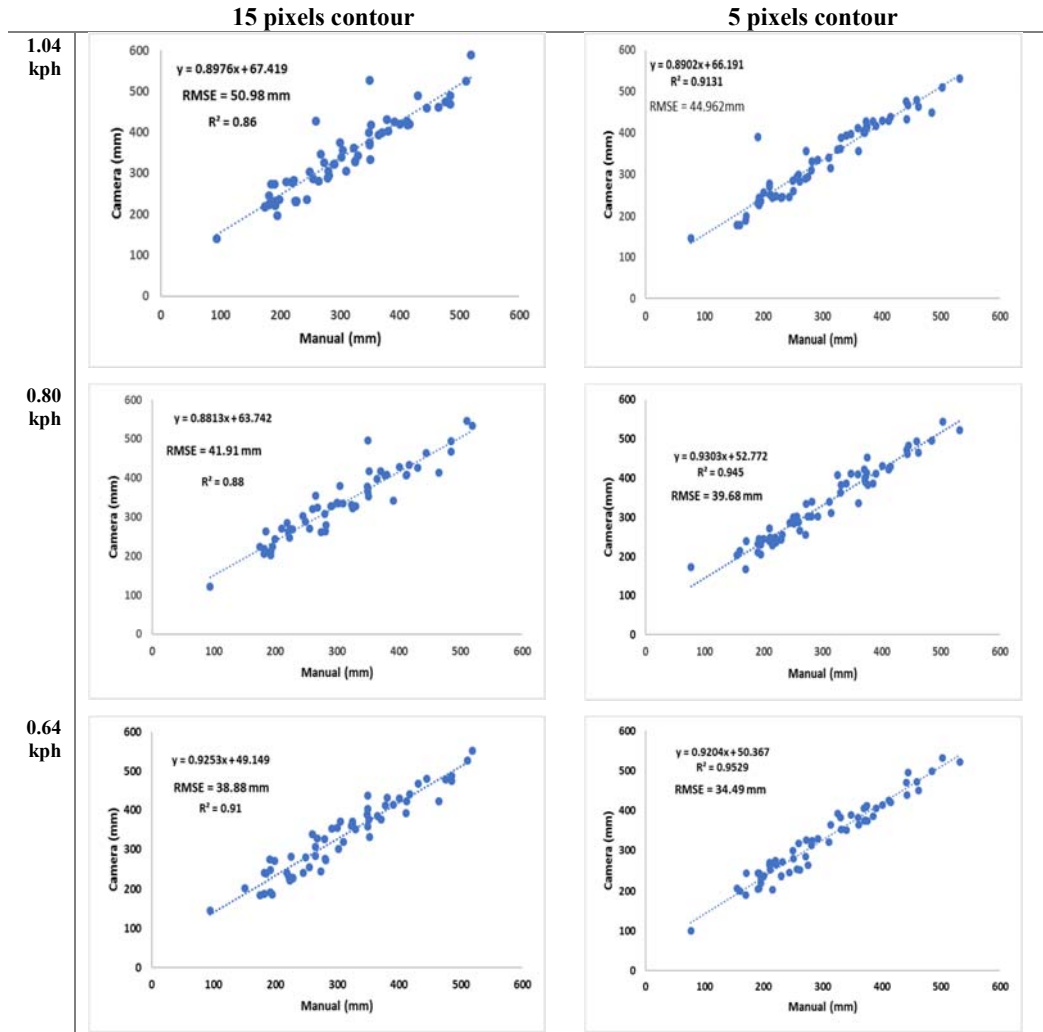 15 pixels contour
5 pixels contour
1.04
kph
600
500
400
300
200
100
0
Camera (mm)
y = 0.8976x + 67.419
RMSE = 50.98 mm
R² = 0.86
0 100 200 300 400 500 600
Manual (mm)
600
500
400
300
200
100
0
Camera (mm)
y = 0.8902x + 66.191
R² = 0.9131
RMSE = 44.962mm
0 100 200 300 400 500 600
Manual (mm)
0.80
kph
600
500
400
300
200
100
0
Camera (mm)
y = 0.8813x + 63.742
RMSE = 41.91 mm
R² = 0.88
0 100 200 300 400 500 600
Manual (mm)
600
500
400
300
200
100
0
Camera(mm)
y = 0.9303x + 52.772
R² = 0.945
RMSE = 39.68 mm
0 100 200 300 400 500 600
Manual (mm)
0.64
kph
600
500
400
300
200
100
0
Camera (mm)
y = 0.9253x + 49.149
RMSE = 38.88 mm
R² = 0.91
0 100 200 300 400 500 600
Manual (mm)
600
500
400
300
200
100
0
Camera (mm)
y = 0.9204x + 50.367
R² = 0.9529
RMSE = 34.49 mm
0 100 200 300 400 500 600
Manual (mm)